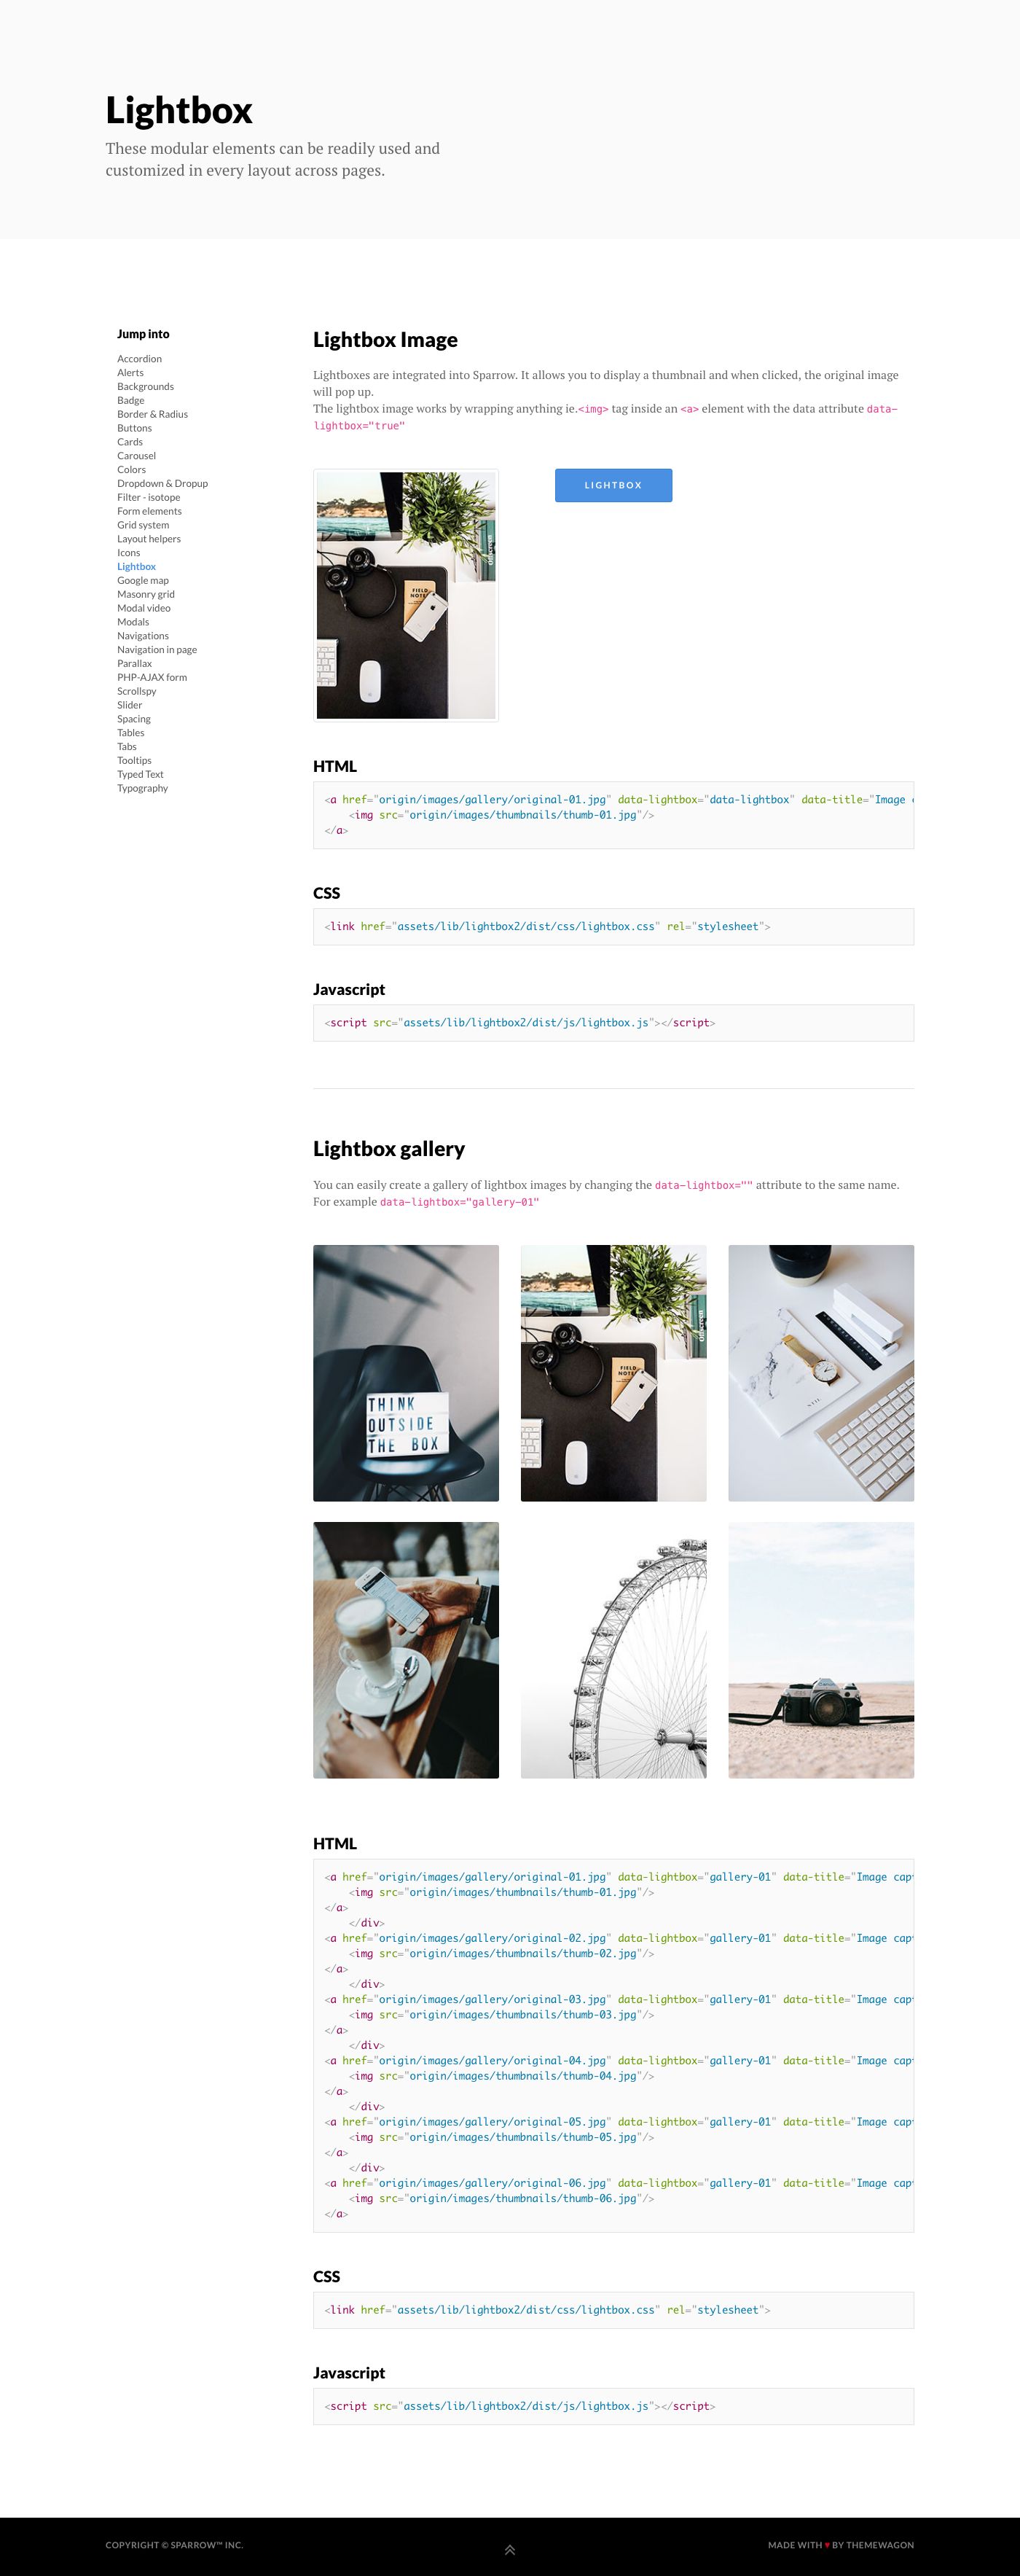 Lightbox
These modular elements can be readily used and
customized in every layout across pages.
Jump into
Accordion
Alerts
Backgrounds
Badge
Border & Radius
Buttons
Cards
Carousel
Colors
Dropdown & Dropup
Filter - isotope
Form elements
Grid system
Layout helpers
Icons
Lightbox
Google map
Masonry grid
Modal video
Modals
Navigations
Navigation in page
Parallax
PHP-AJAX form
Scrollspy
Slider
Spacing
Tables
Tabs
Tooltips
Typed Text
Typography
Lightbox Image
Lightboxes are integrated into Sparrow. It allows you to display a thumbnail and when clicked, the original image
will pop up.
The lightbox image works by wrapping anything ie.<img> tag inside an <a> element with the data attribute data-
lightbox="true"
FIELD
NOTES
LIGHTBOX
HTML
<a href="origin/images/gallery/original-01.jpg" data-lightbox="data-lightbox" data-title="Image
<img src="origin/images/thumbnails/thumb-01.jpg"/>
</a>
CSS
<link href="assets/lib/lightbox2/dist/css/lightbox.css" rel="stylesheet">
Javascript
<script src="assets/lib/lightbox2/dist/js/lightbox.js"></script>
Lightbox gallery
You can easily create a gallery of lightbox images by changing the data-lightbox="" attribute to the same name.
For example data-lightbox="gallery-01"
THINK
OUTSIDE
THE BOX
FIELD
NOTES
HTML
<a href="origin/images/gallery/original-01.jpg" data-lightbox="gallery-01" data-title="Image cap
<img src="origin/images/thumbnails/thumb-01.jpg"/>
</a>
</div>
<a href="origin/images/gallery/original-02.jpg" data-lightbox="gallery-01" data-title="Image cap
<img src="origin/images/thumbnails/thumb-02.jpg"/>
</a>
</div>
<a href="origin/images/gallery/original-03.jpg" data-lightbox="gallery-01" data-title="Image cap
<img src="origin/images/thumbnails/thumb-03.jpg"/>
</a>
</div>
<a href="origin/images/gallery/original-04.jpg" data-lightbox="gallery-01" data-title="Image cap
<img src="origin/images/thumbnails/thumb-04.jpg"/>
</a>
</div>
<a href="origin/images/gallery/original-05.jpg" data-lightbox="gallery-01" data-title="Image cap
<img src="origin/images/thumbnails/thumb-05.jpg"/>
</a>
</div>
<a href="origin/images/gallery/original-06.jpg" data-lightbox="gallery-01" data-title="Image cap
<img src="origin/images/thumbnails/thumb-06.jpg"/>
</a>
CSS
<link href="assets/lib/lightbox2/dist/css/lightbox.css" rel="stylesheet">
Javascript
<script src="assets/lib/lightbox2/dist/js/lightbox.js"></script>
COPYRIGHT © SPARROW™ INC.
MADE WITH ♥ BY THEMEWAGON